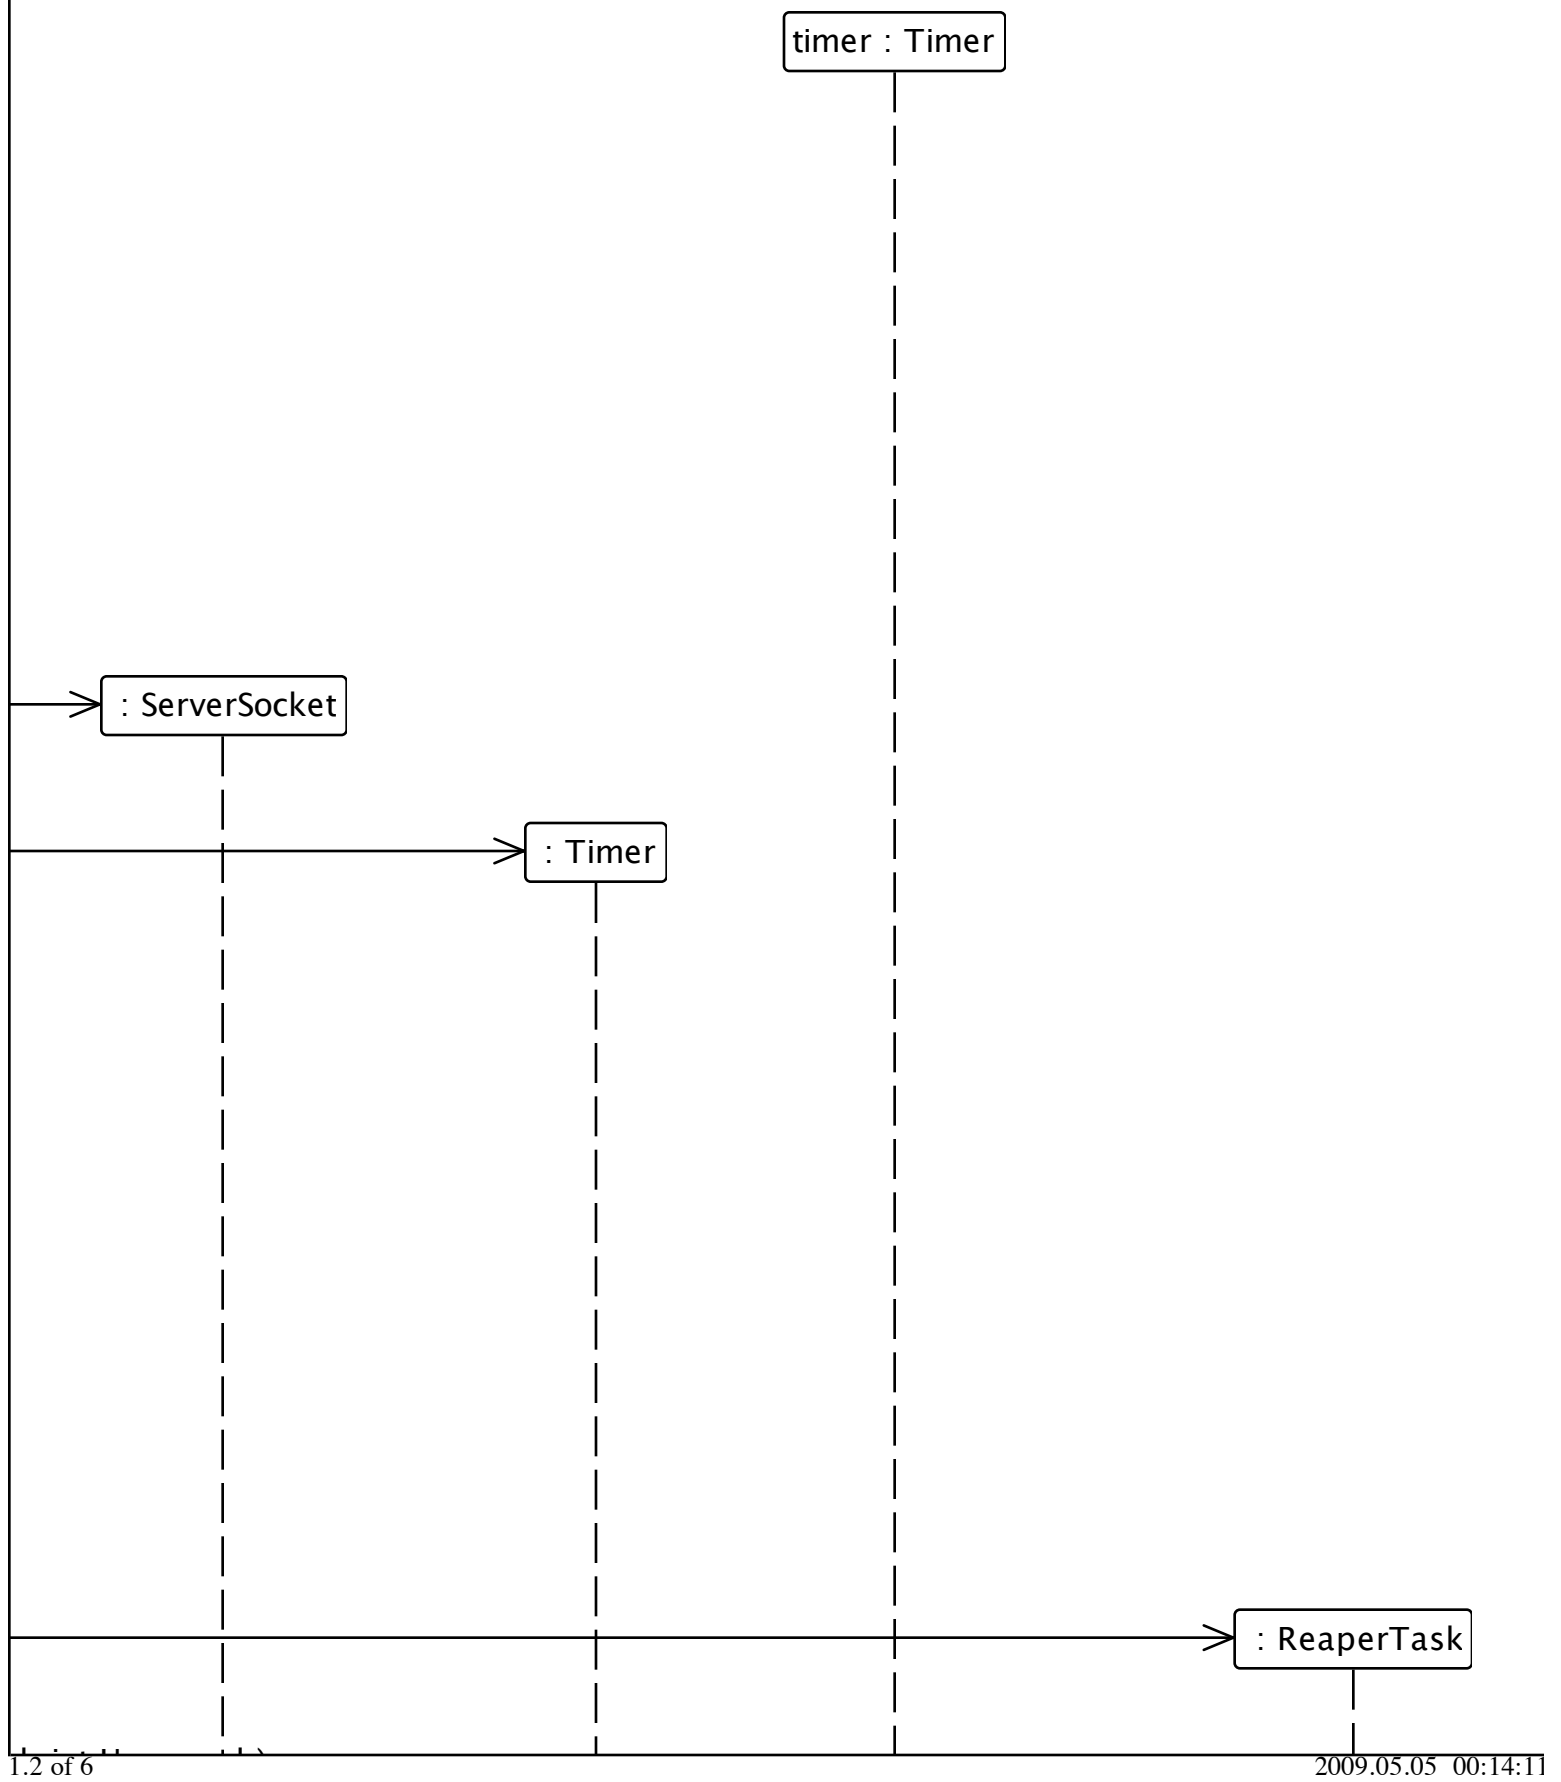 timer : Timer
: ServerSocket
: Timer
: ReaperTask
1.2 of 6
2009.05.05 00:14:11